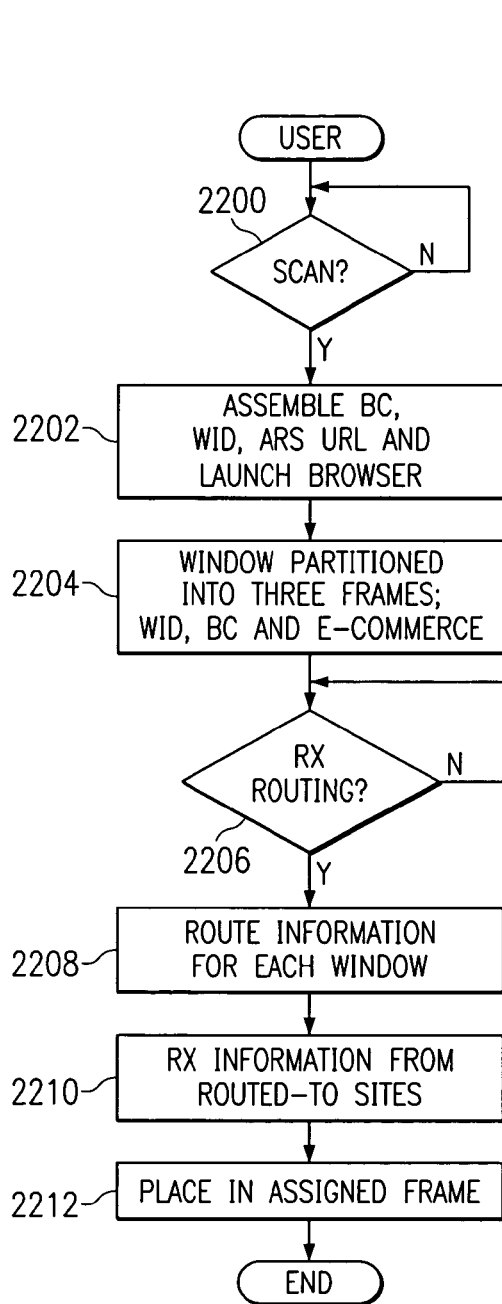 USER
2200
SCAN?
N
Y
2202
ASSEMBLE BC,
WID, ARS URL AND
LAUNCH BROWSER
2204
WINDOW PARTITIONED
INTO THREE FRAMES;
WID, BC AND E-COMMERCE
RX
ROUTING?
N
2206
Y
2208
ROUTE INFORMATION
FOR EACH WINDOW
2210
RX INFORMATION FROM
ROUTED-TO SITES
2212
PLACE IN ASSIGNED FRAME
END